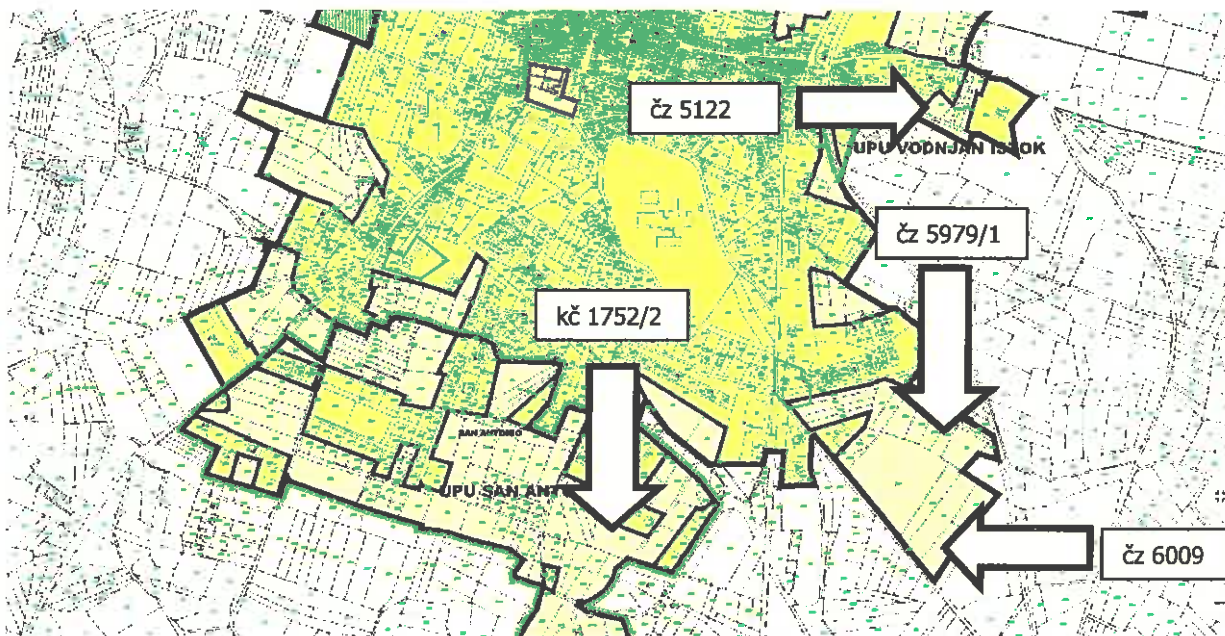 čz 5122
UPU VODNJAN ISTOK
čz 5979/1
kč 1752/2
SAN ANTONIO
UPU SAN ANT
čz 6009